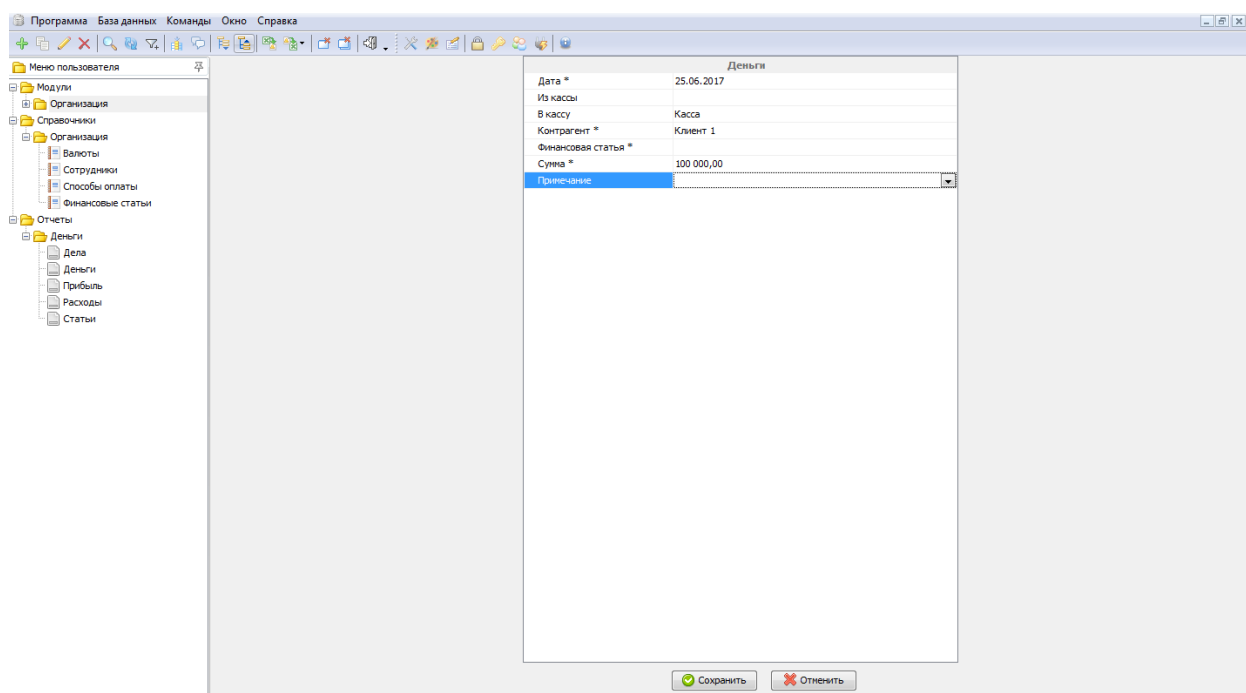 Программа База данных Команды Окно Справка
Меню пользователя
Модули
Организация
Справочники
Организация
Валюты
Сотрудники
Способы оплаты
Финансовые статьи
Отчеты
Деньги
Дела
Деньги
Прибыль
Расходы
Статьи
Деньги
Дата * 25.06.2017
Из кассы
В кассу Касса
Контрагент * Клиент 1
Финансовая статья *
Сумма * 100 000,00
Примечание
Сохранить Отменить